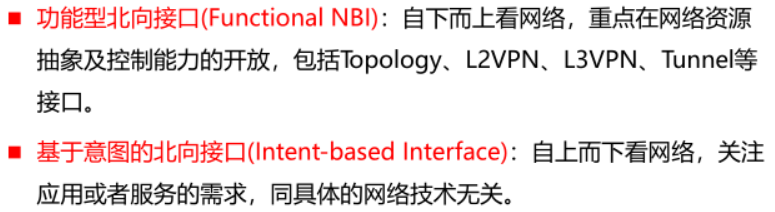 ■ 功能型北向接口(Functional NBI)：自下而上看网络，重点在网络资源
抽象及控制能力的开放，包括Topology、L2VPN、L3VPN、Tunnel等
接口。
■ 基于意图的北向接口(Intent-based Interface)：自上而下看网络，关注
应用或者服务的需求，同具体的网络技术无关。